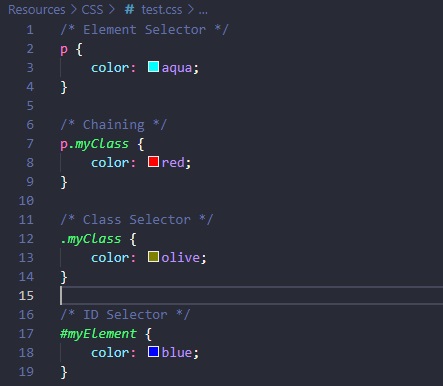 Resources > CSS > # test.css > ...
1 /* Element Selector */
2 p {
3     color: aqua;
4 }
5
6 /* Chaining */
7 p.myClass {
8     color: red;
9 }
10
11 /* Class Selector */
12 .myClass {
13     color: olive;
14 }
15
16 /* ID Selector */
17 #myElement {
18     color: blue;
19 }